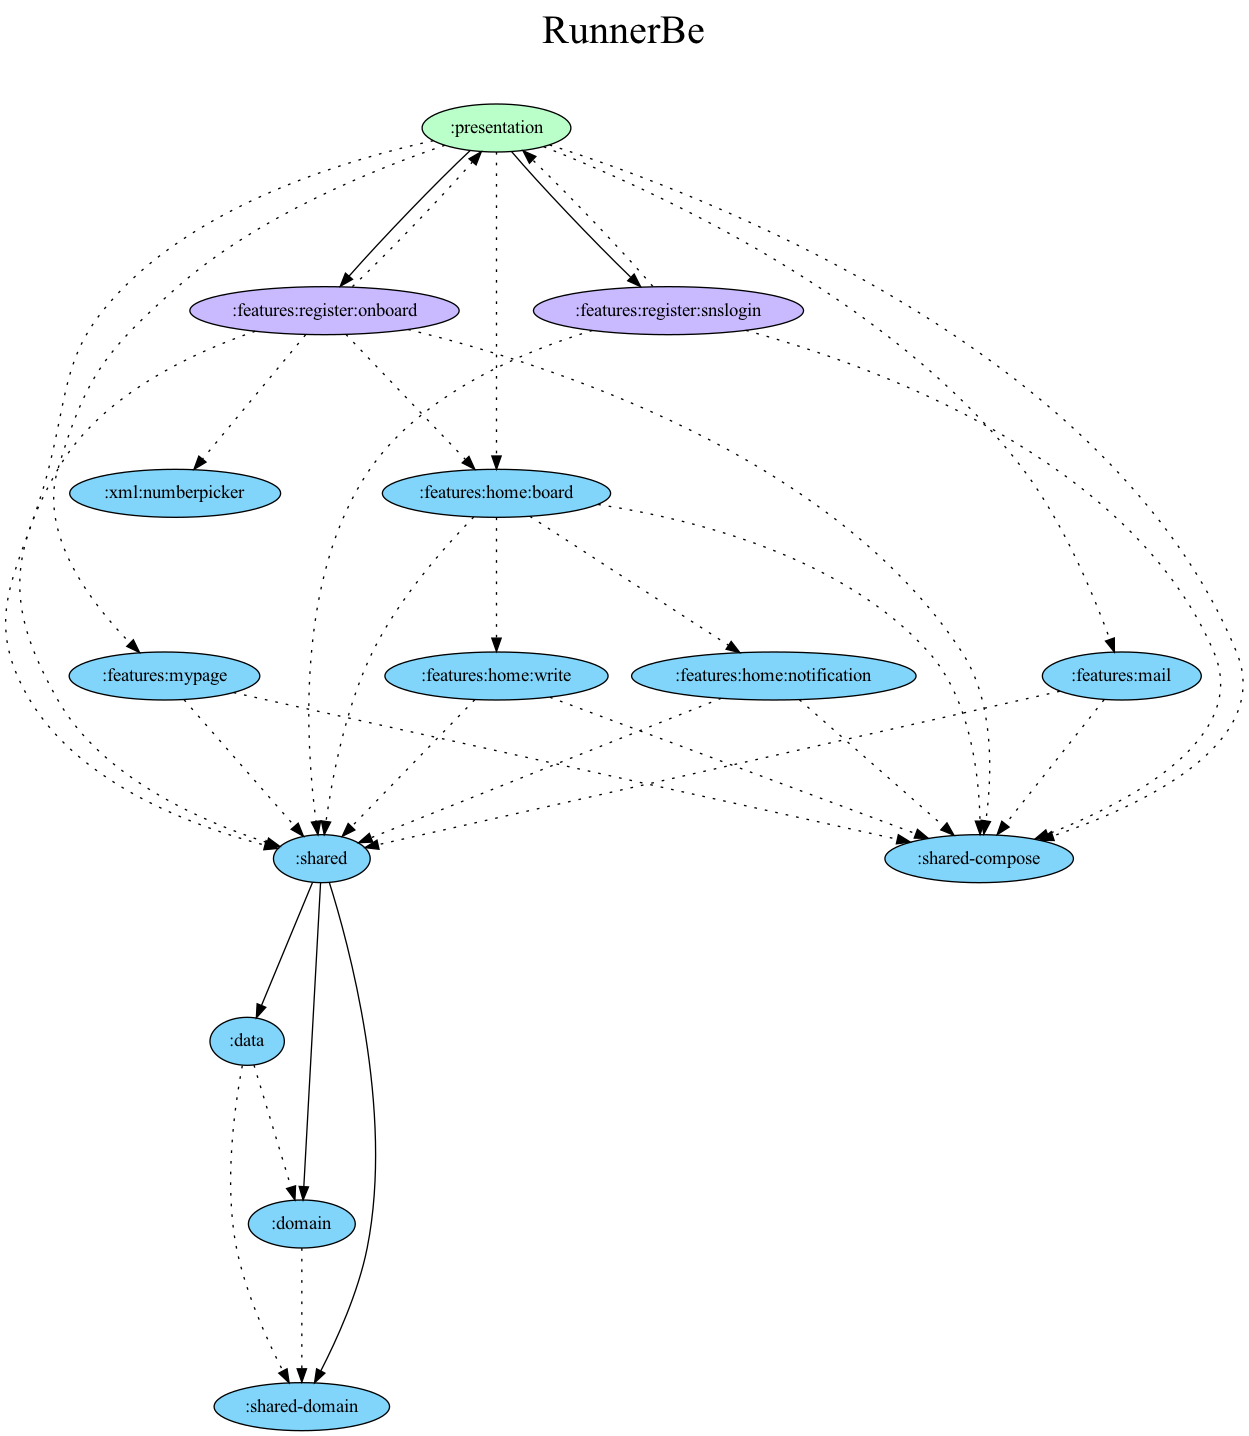 RunnerBe
:presentation
:features:register:onboard
:features:register:snslogin
:xml:numberpicker
:features:home:board
:features:mypage
:features:home:write
:features:home:notification
:features:mail
:shared
:shared-compose
:data
:domain
:shared-domain